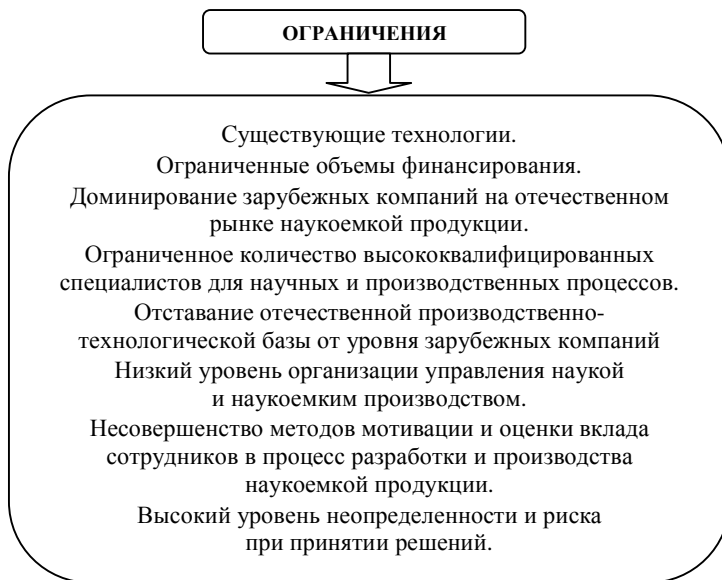 ОГРАНИЧЕНИЯ
Существующие технологии.
Ограниченные объемы финансирования.
Доминирование зарубежных компаний на отечественном
рынке наукоемкой продукции.
Ограниченное количество высококвалифицированных
специалистов для научных и производственных процессов.
Отставание отечественной производственно-
технологической базы от уровня зарубежных компаний
Низкий уровень организации управления наукой
и наукоемким производством.
Несовершенство методов мотивации и оценки вклада
сотрудников в процесс разработки и производства
наукоемкой продукции.
Высокий уровень неопределенности и риска
при принятии решений.